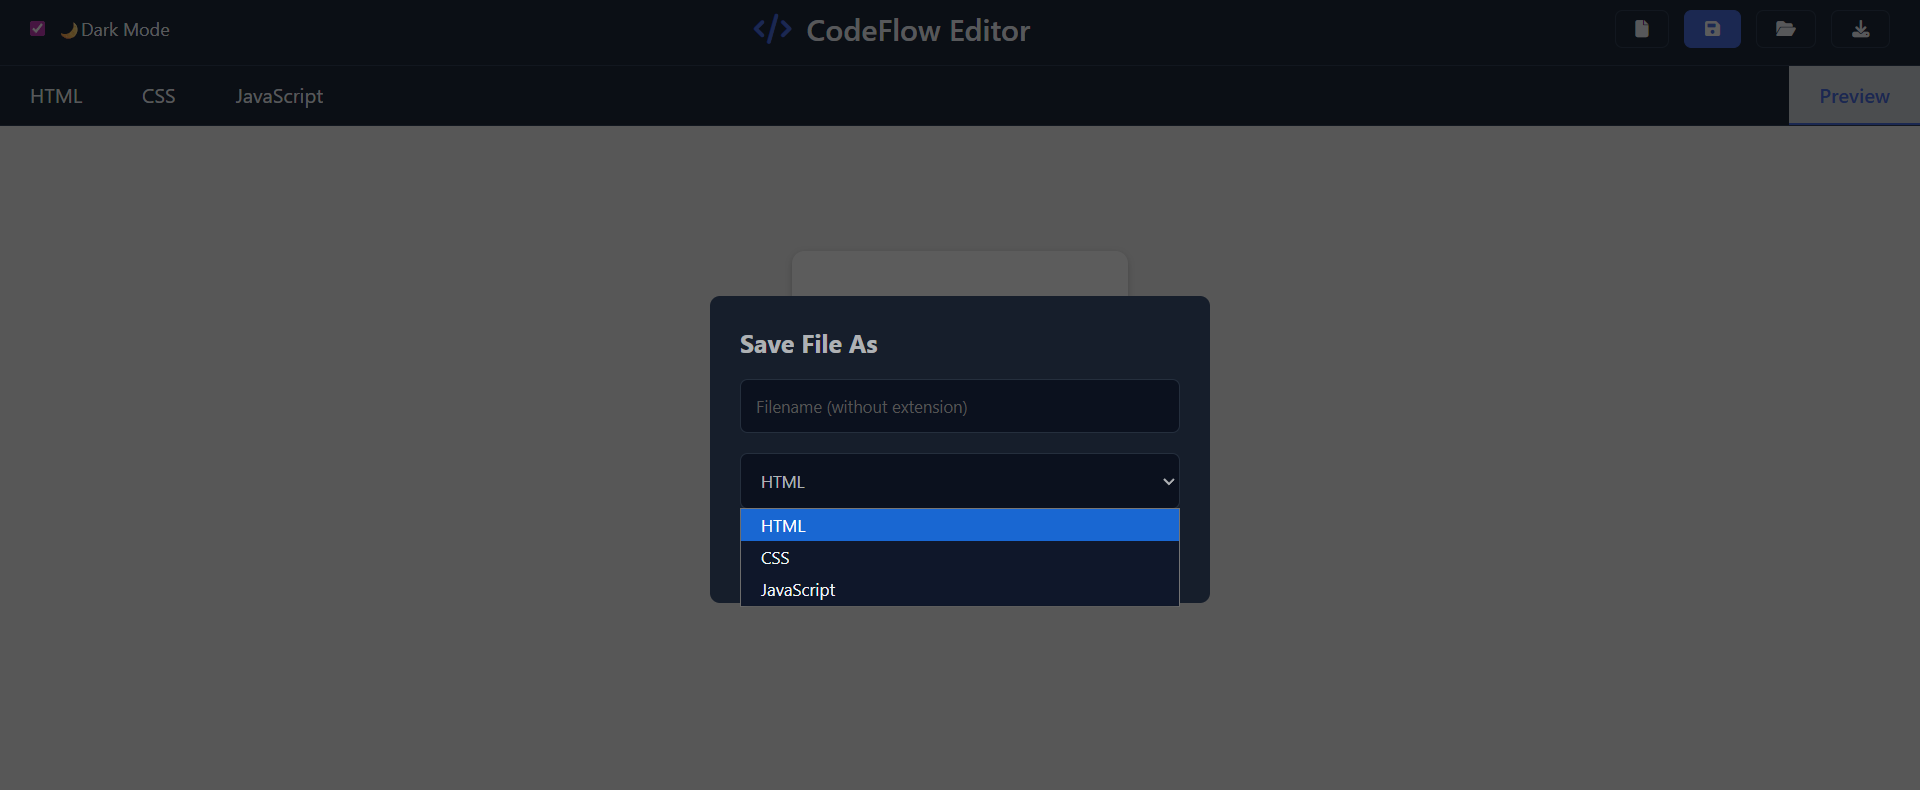 🌙Dark Mode
</> CodeFlow Editor
HTML
CSS
JavaScript
Preview
Save File As
Filename (without extension)
HTML
HTML
CSS
JavaScript